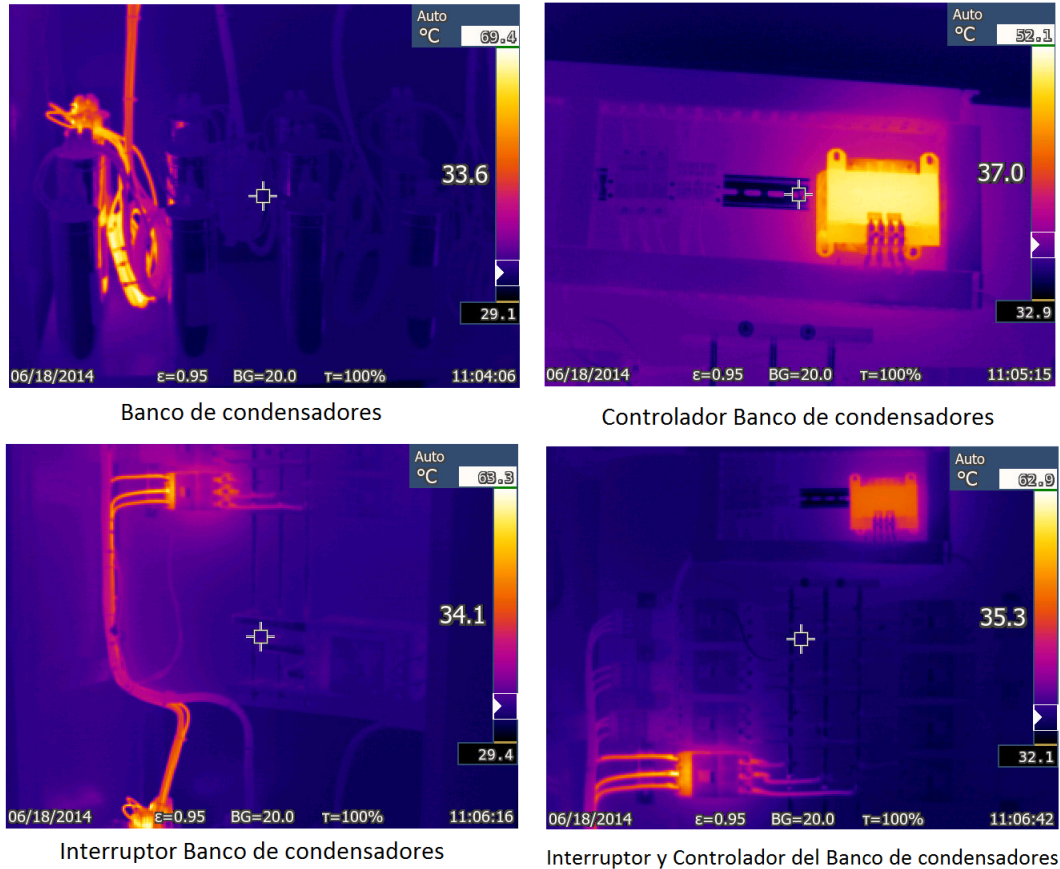 Auto
°C 69.4
33.6
29.1
06/18/2014 ε=0.95 BG=20.0 τ=100% 11:04:06
Banco de condensadores
Auto
°C 52.1
37.0
32.9
06/18/2014 ε=0.95 BG=20.0 τ=100% 11:05:15
Controlador Banco de condensadores
Auto
°C 63.3
34.1
29.4
06/18/2014 ε=0.95 BG=20.0 τ=100% 11:06:16
Interruptor Banco de condensadores
Auto
°C 62.9
35.3
32.1
06/18/2014 ε=0.95 BG=20.0 τ=100% 11:06:42
Interruptor y Controlador del Banco de condensadores